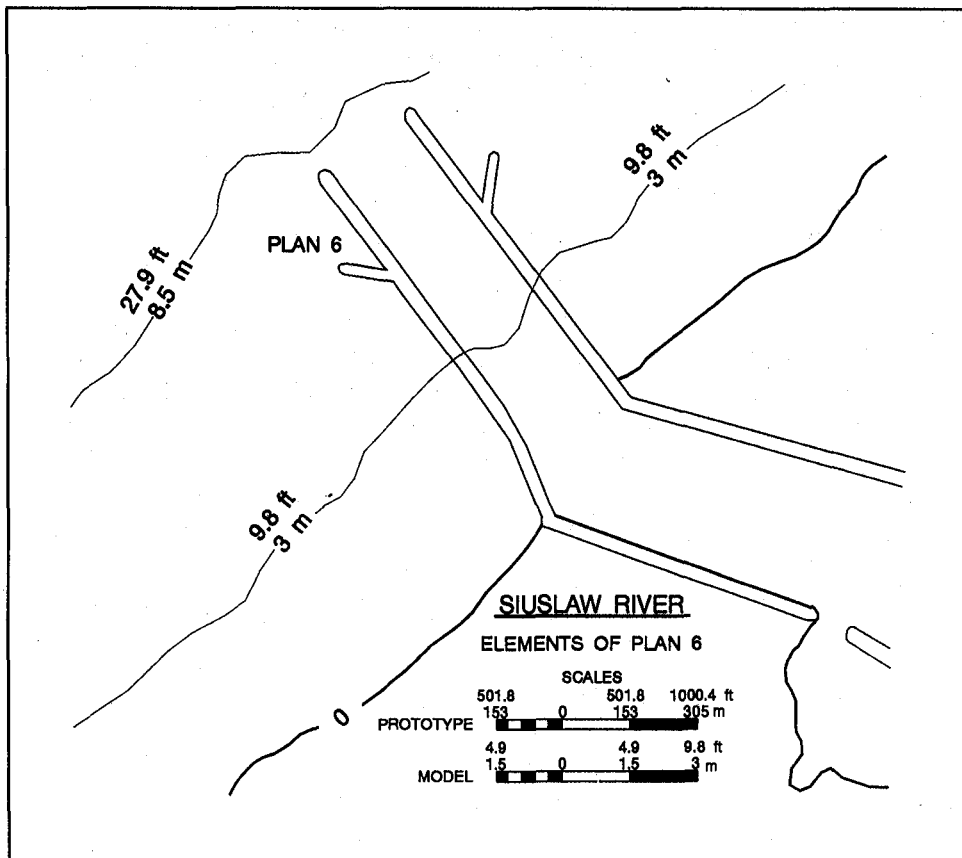 9.8 ft
3 m
PLAN 6
27.9 ft
8.5 m
9.8 ft
3 m
0
SIUSLAW RIVER
ELEMENTS OF PLAN 6
SCALES
501.8 501.8 1000.4 ft
153 0 153 305 m
PROTOTYPE
4.9 4.9 9.8 ft
1.5 0 1.5 3 m
MODEL